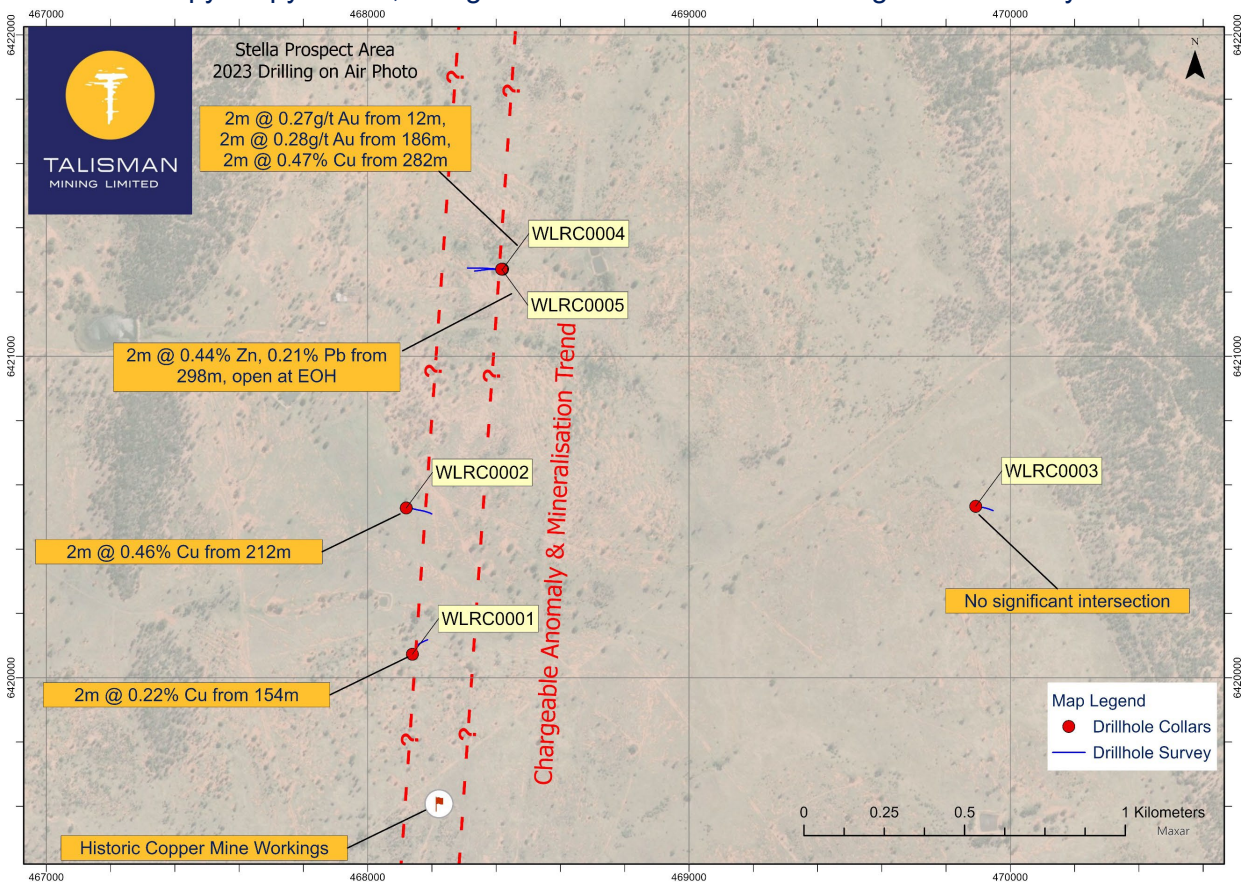 467000
468000
469000
470000
6422000
6422000
N
Stella Prospect Area
2023 Drilling on Air Photo
TALISMAN
MINING LIMITED
2m @ 0.27g/t Au from 12m,
2m @ 0.28g/t Au from 186m,
2m @ 0.47% Cu from 282m
?
?
WLRC0004
WLRC0005
6421000
6421000
2m @ 0.44% Zn, 0.21% Pb from
298m, open at EOH
?
?
Chargeable Anomaly & Mineralisation Trend
WLRC0002
WLRC0003
2m @ 0.46% Cu from 212m
No significant intersection
WLRC0001
6420000
6420000
2m @ 0.22% Cu from 154m
?
?
Map Legend
Drillhole Collars
Drillhole Survey
0 0.25 0.5 1 Kilometers
Maxar
Historic Copper Mine Workings
467000
468000
469000
470000